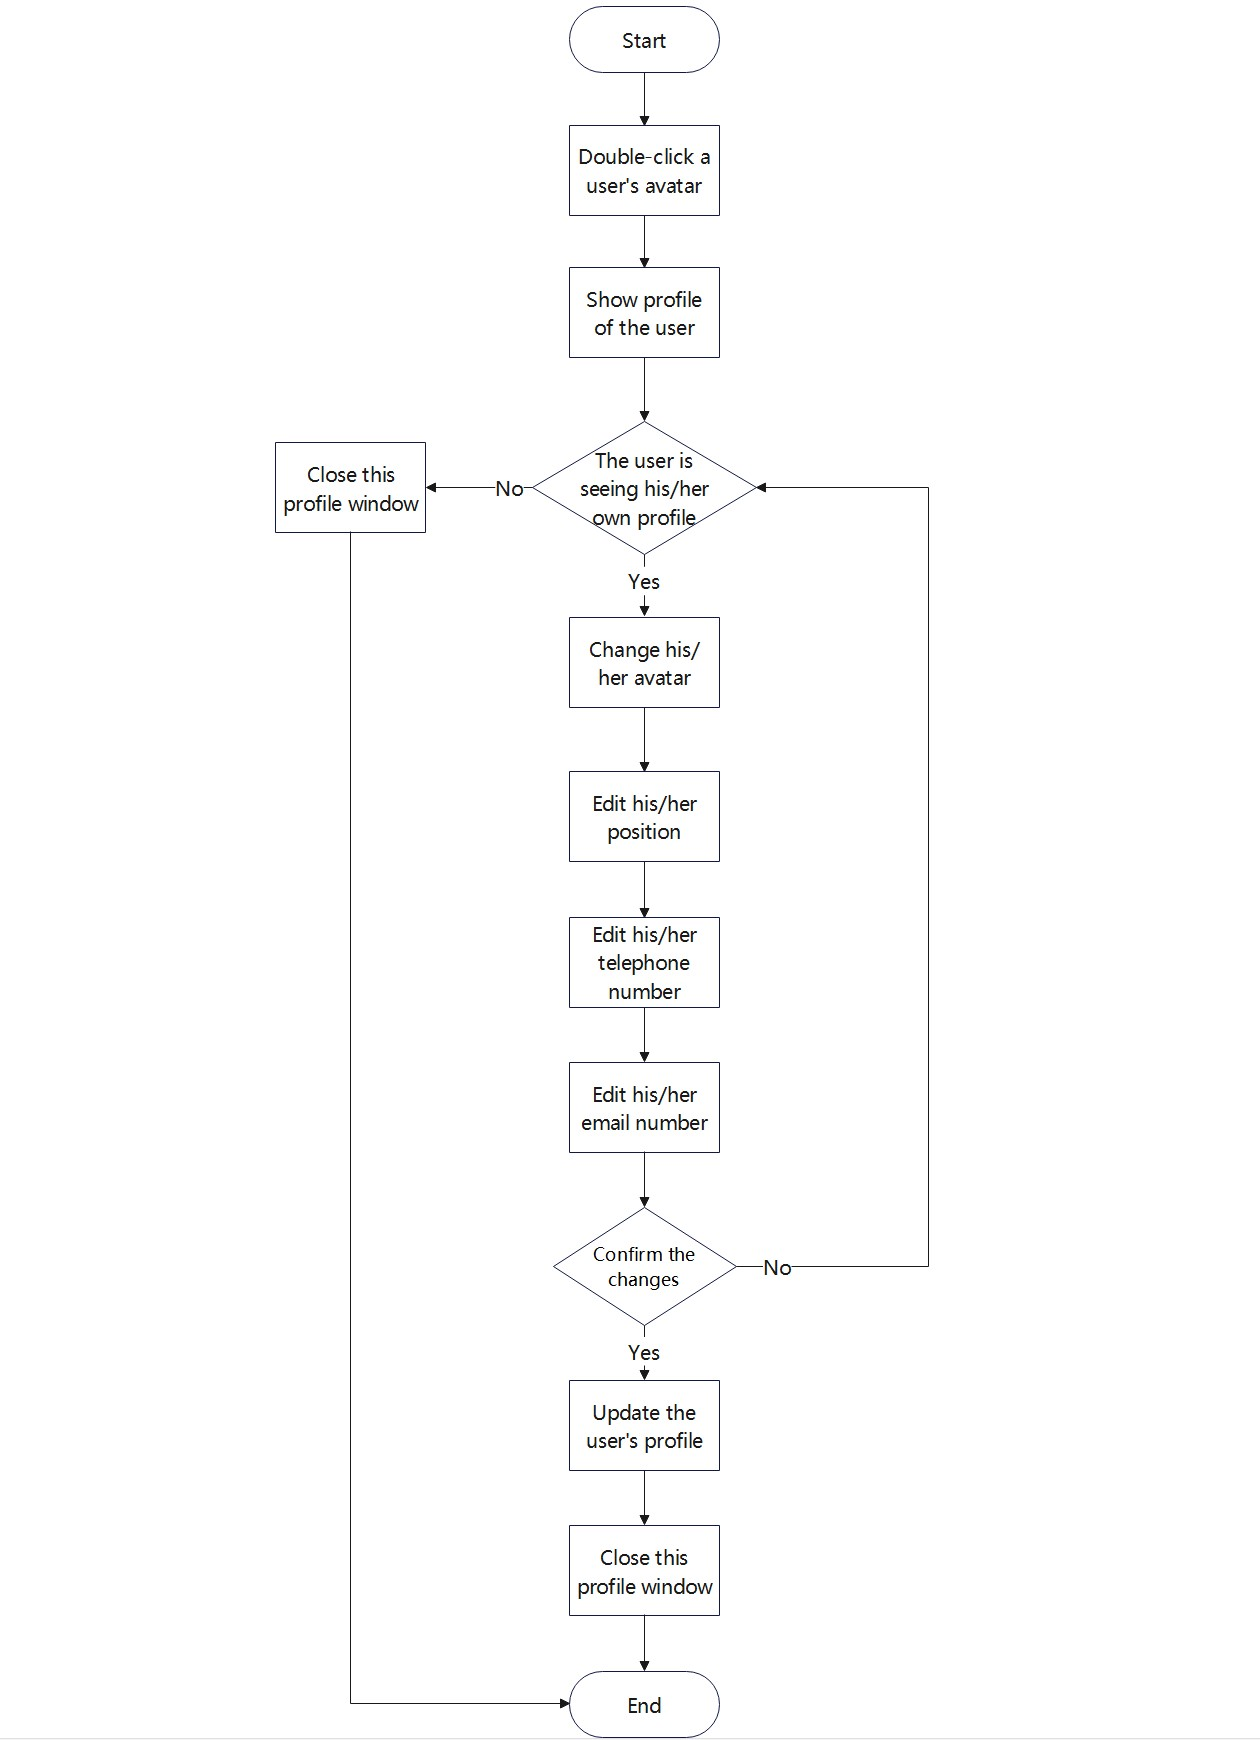 Start
Double-click a
user's avatar
Show profile
of the user
The user is
seeing his/her
own profile
No
Close this
profile window
Yes
Change his/
her avatar
Edit his/her
position
Edit his/her
telephone
number
Edit his/her
email number
Confirm the
changes
No
Yes
Update the
user's profile
Close this
profile window
End